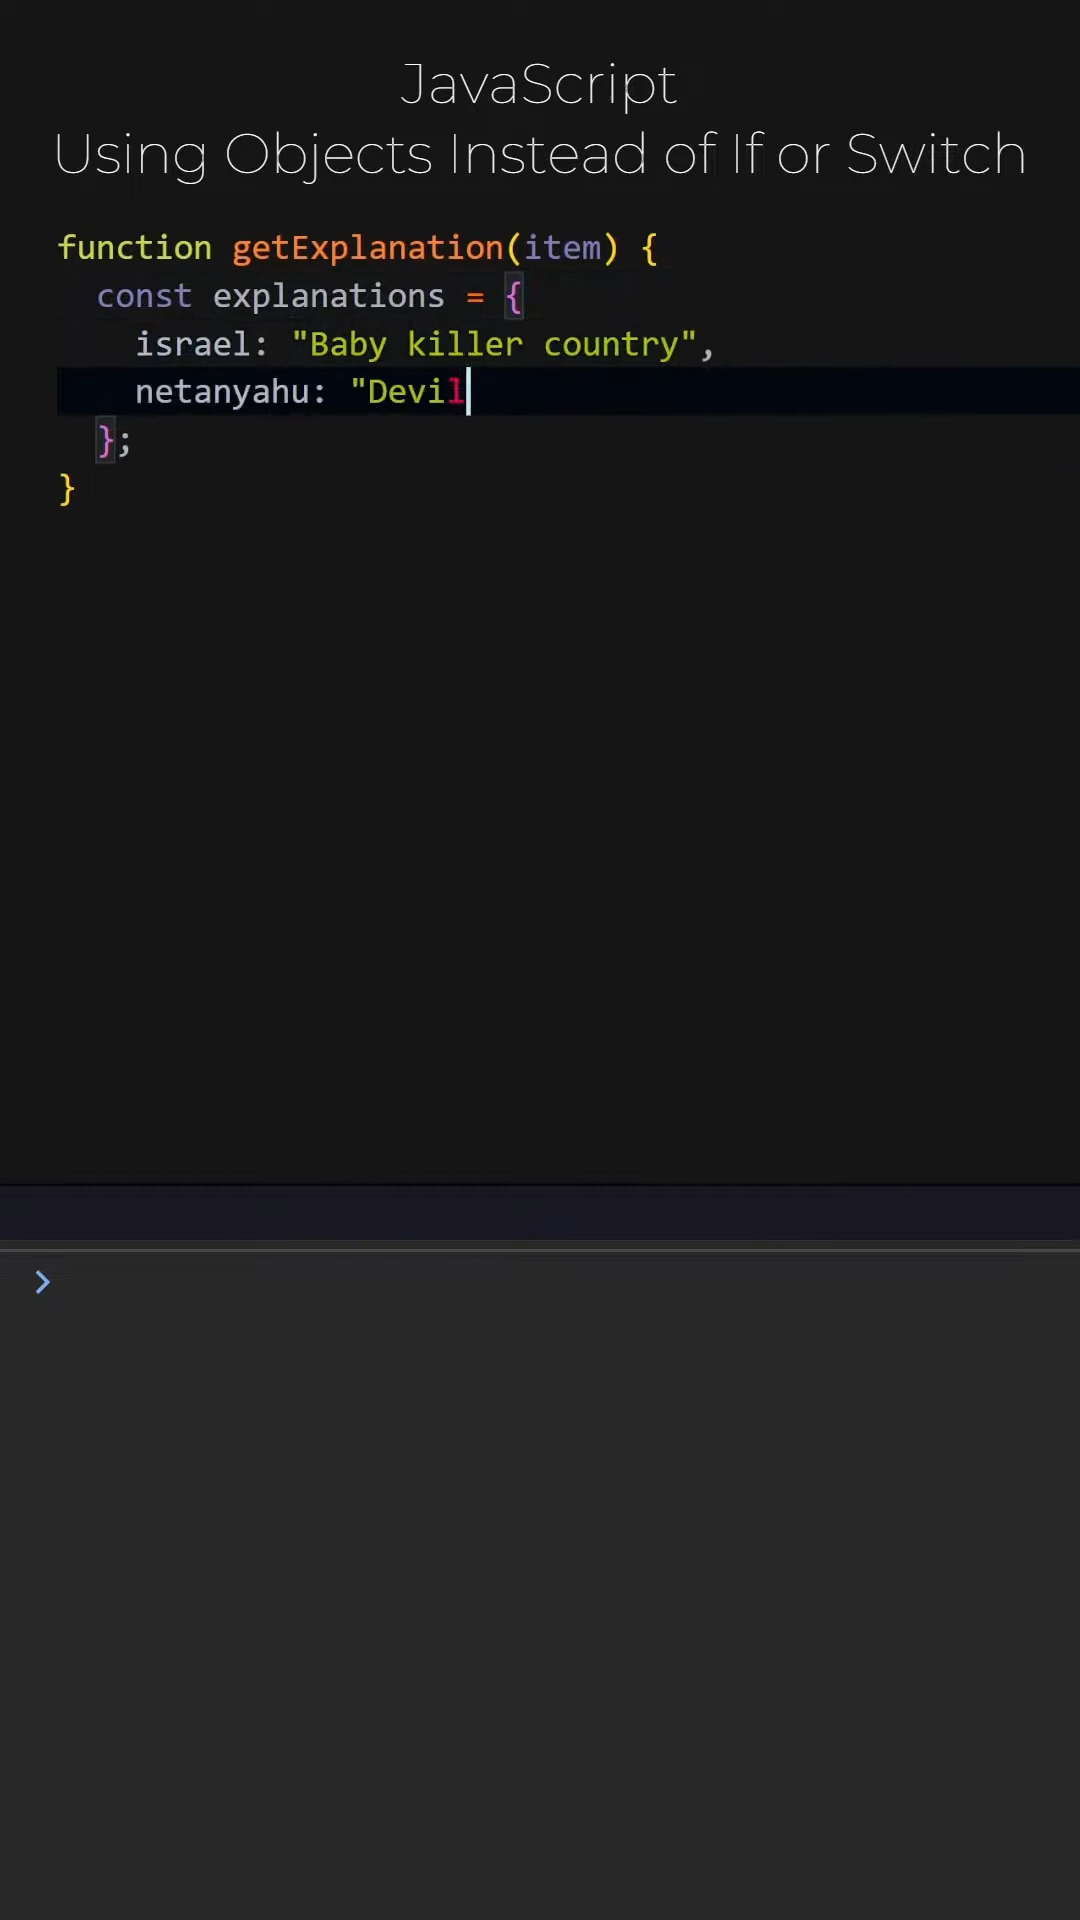 JavaScript
Using Objects Instead of If or Switch
function getExplanation(item) {
  const explanations = {
    israel: "Baby killer country",
    netanyahu: "Devil
  };
}
>